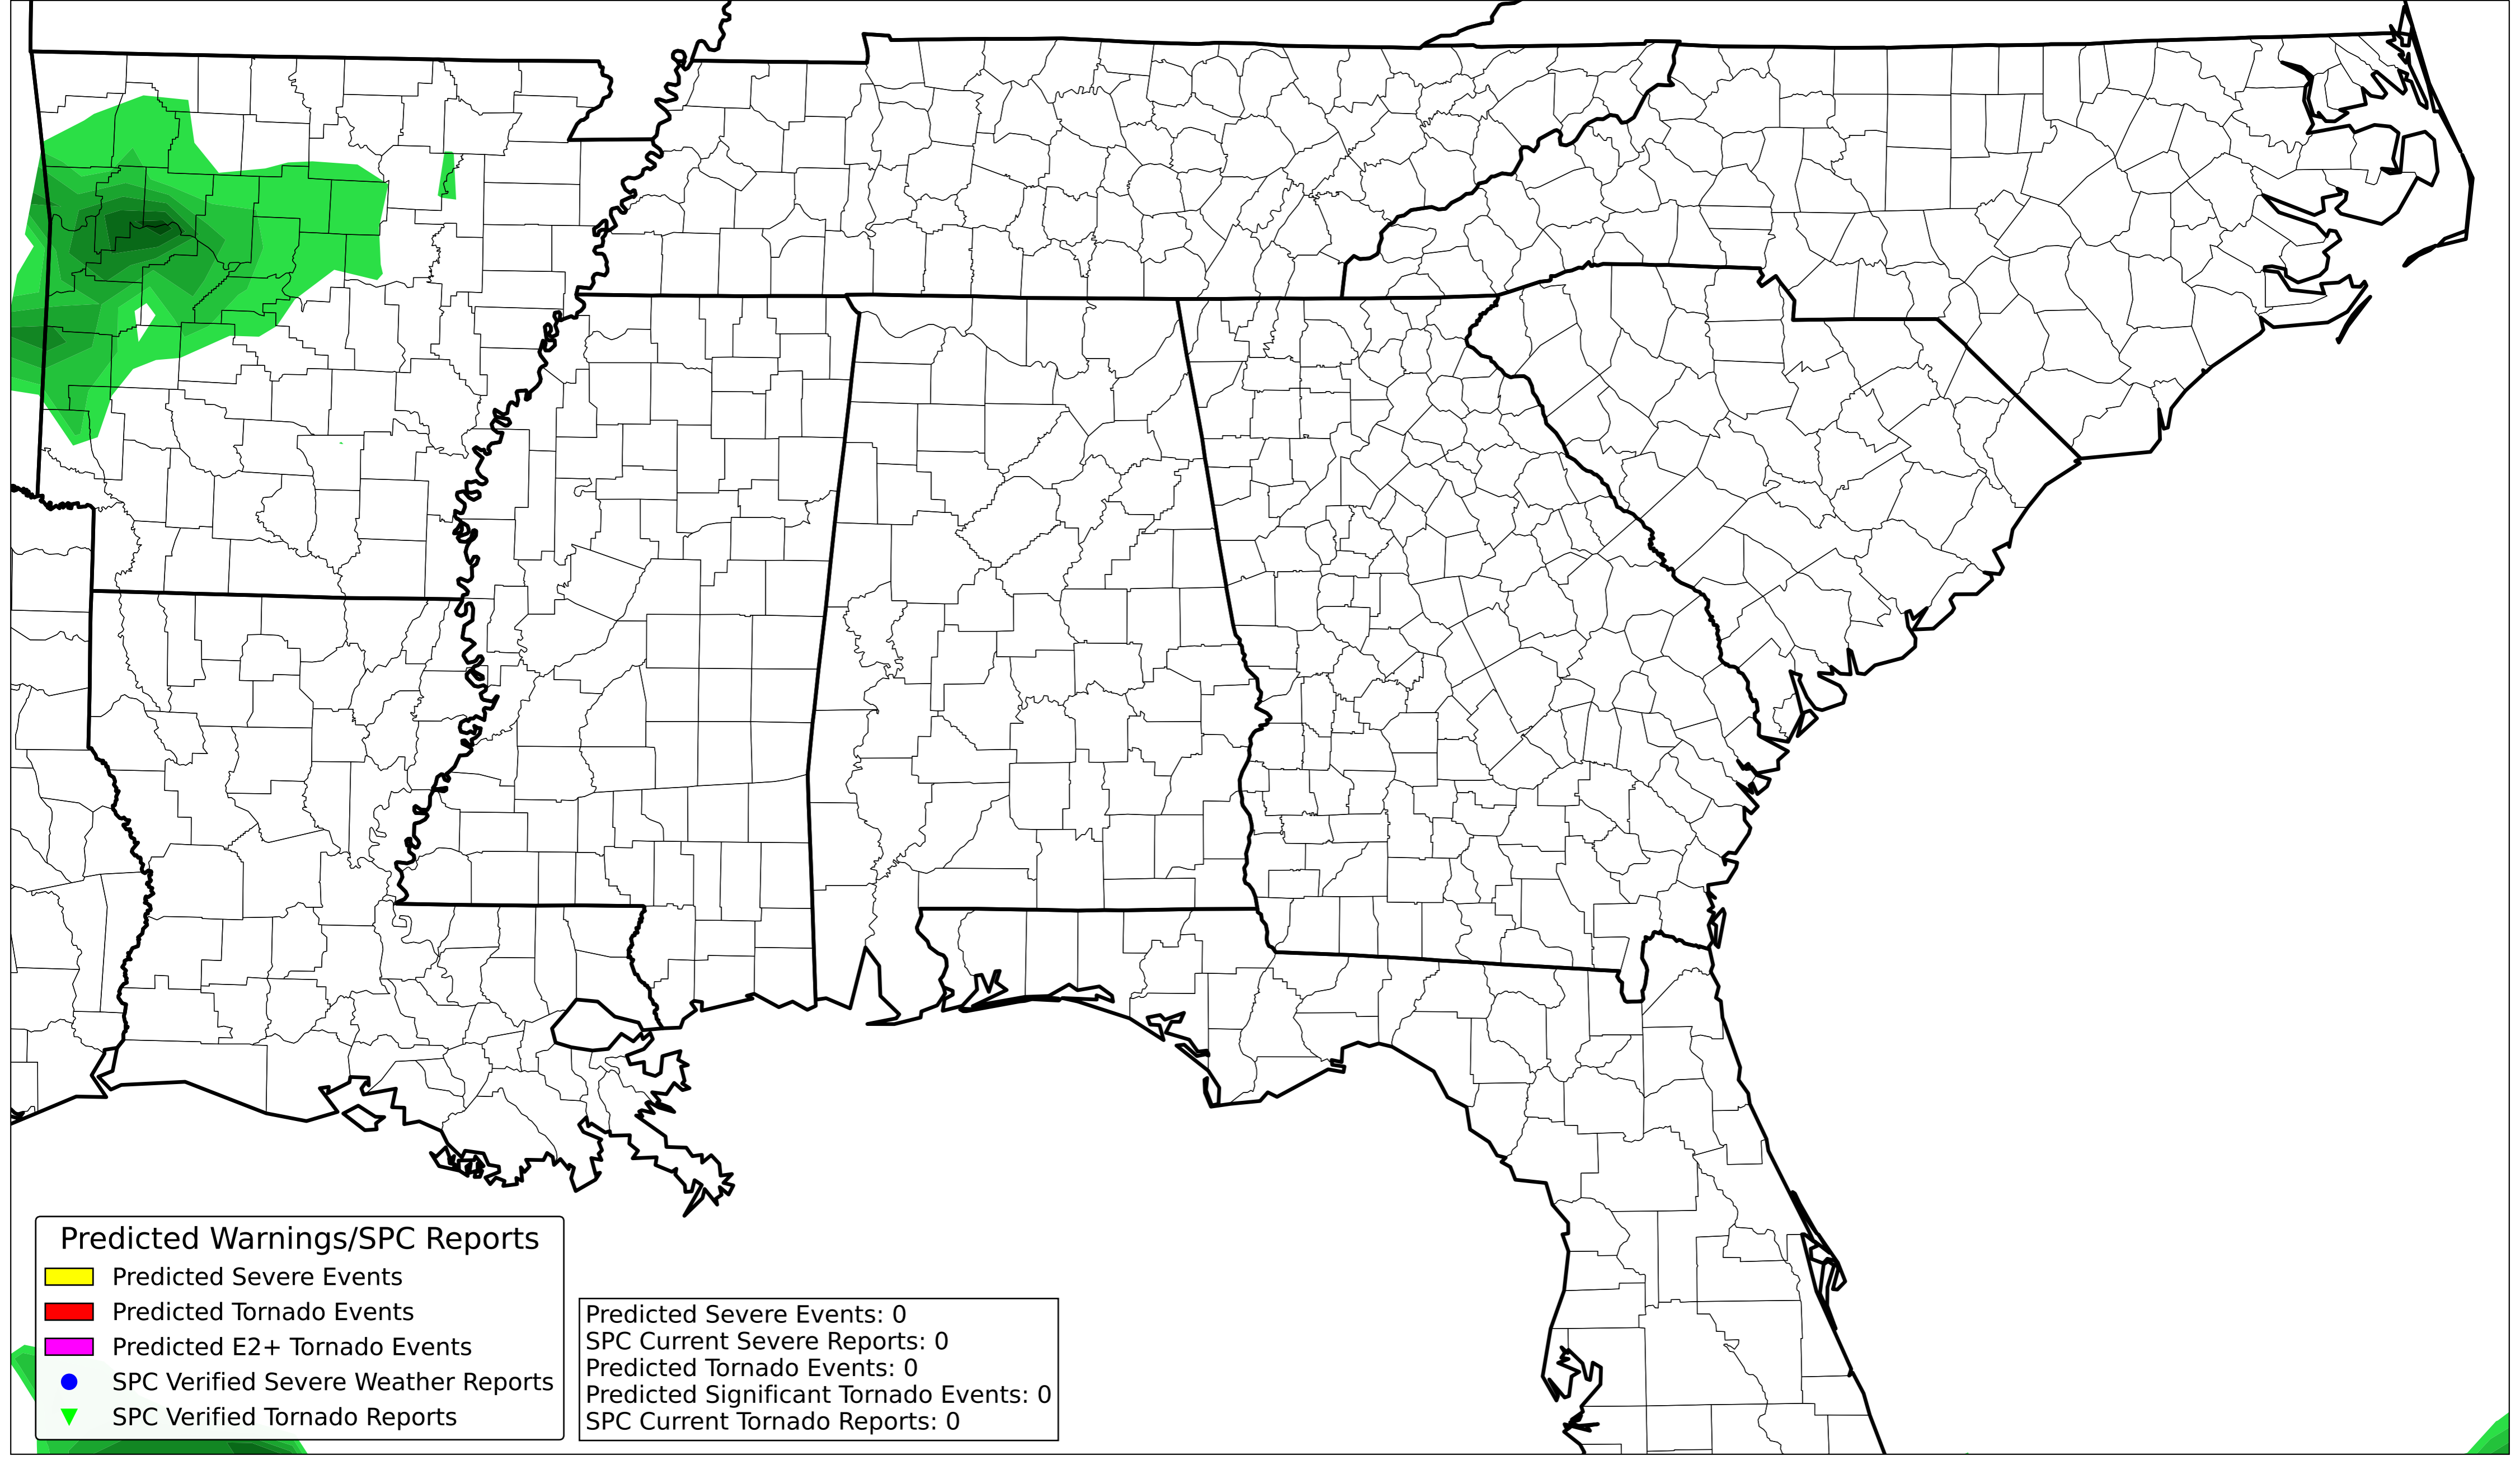 Predicted Warnings/SPC Reports
Predicted Severe Events
Predicted Tornado Events
Predicted E2+ Tornado Events
SPC Verified Severe Weather Reports
SPC Verified Tornado Reports
Predicted Severe Events: 0
SPC Current Severe Reports: 0
Predicted Tornado Events: 0
Predicted Significant Tornado Events: 0
SPC Current Tornado Reports: 0